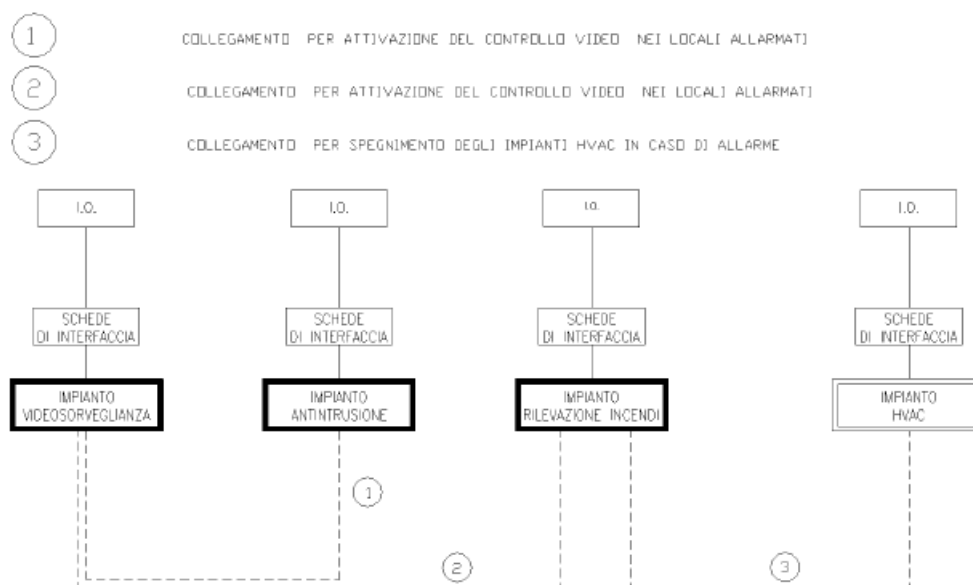 1
COLLEGAMENTO PER ATTIVAZIONE DEL CONTROLLO VIDEO NEI LOCALI ALLARMATI
2
COLLEGAMENTO PER ATTIVAZIONE DEL CONTROLLO VIDEO NEI LOCALI ALLARMATI
3
COLLEGAMENTO PER SPEGNIMENTO DEGLI IMPIANTI HVAC IN CASO DI ALLARME
I.O.
I.O.
I.O.
I.O.
SCHEDE
DI INTERFACCIA
SCHEDE
DI INTERFACCIA
SCHEDE
DI INTERFACCIA
SCHEDE
DI INTERFACCIA
IMPIANTO
VIDEOSORVEGLIANZA
IMPIANTO
ANTINTRUSIONE
IMPIANTO
RILEVAZIONE INCENDI
IMPIANTO
HVAC
1
2
3